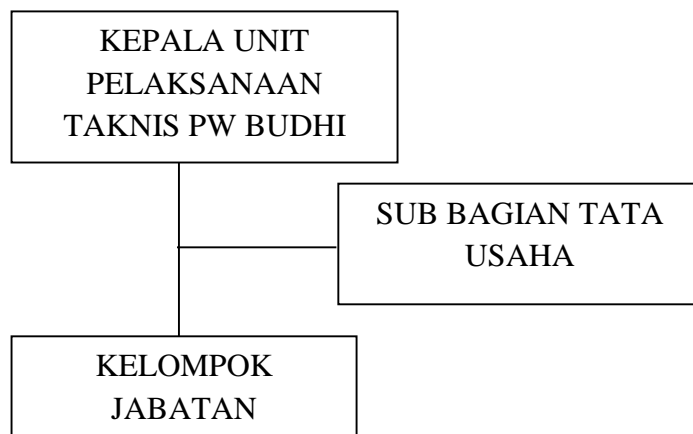 KEPALA UNIT
PELAKSANAAN
TAKNIS PW BUDHI
SUB BAGIAN TATA
USAHA
KELOMPOK
JABATAN